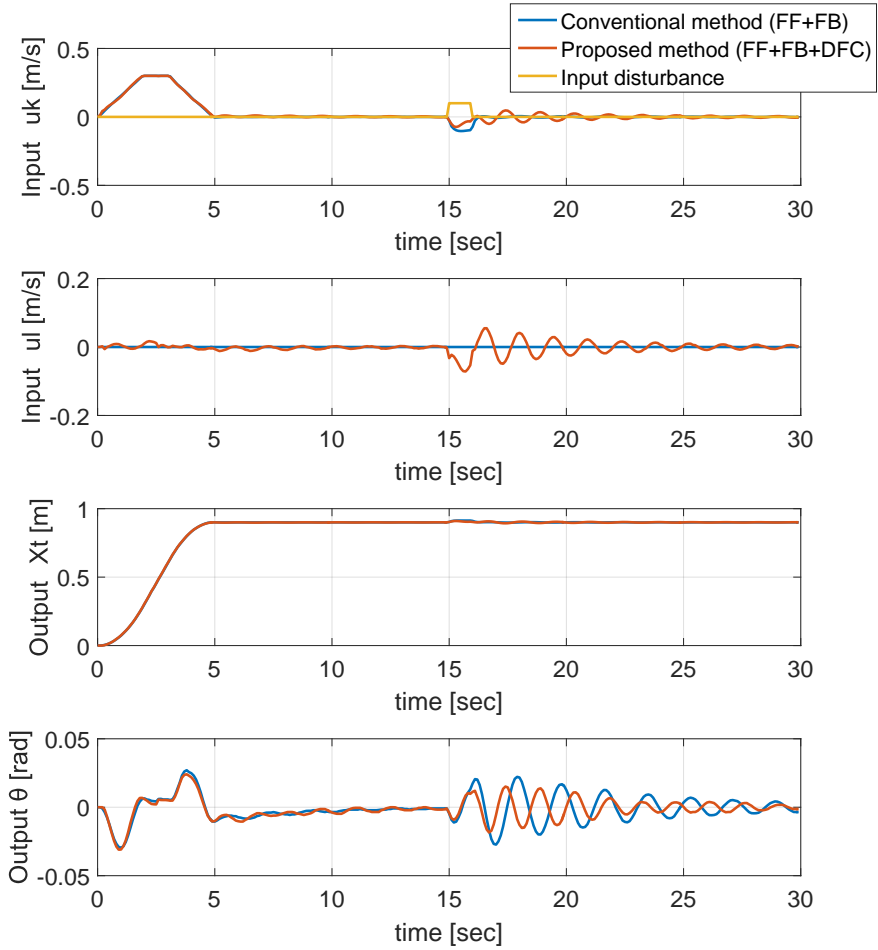 Conventional method (FF+FB)
Proposed method (FF+FB+DFC)
Input disturbance
Input uk [m/s]
0.5
0
-0.5
0 5 10 15 20 25 30
time [sec]
Input ul [m/s]
0.2
0
-0.2
0 5 10 15 20 25 30
time [sec]
Output Xt [m]
1
0.5
0
0 5 10 15 20 25 30
time [sec]
Output θ [rad]
0.05
0
-0.05
0 5 10 15 20 25 30
time [sec]